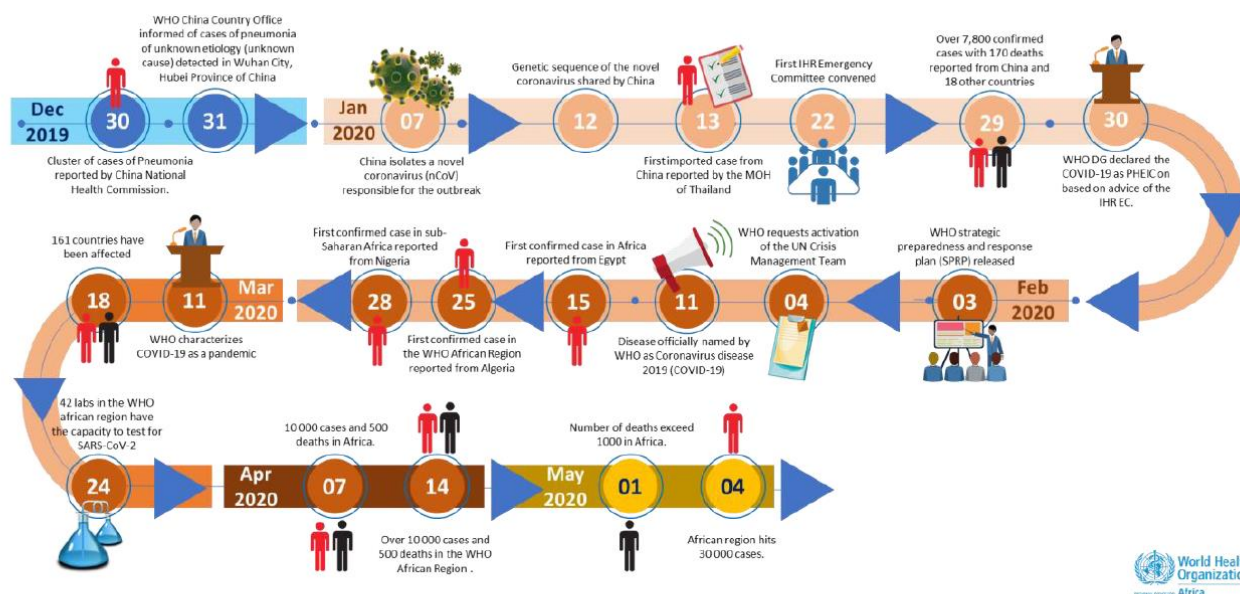 WHO China Country Office
informed of cases of pneumonia
of unknown etiology (unknown
cause) detected in Wuhan City,
Hubei Province of China
Dec
2019
30
31
Cluster of cases of Pneumonia
reported by China National
Health Commission.
Jan
2020
07
China isolates a novel
coronavirus (nCoV)
responsible for the outbreak
Genetic sequence of the novel
coronavirus shared by China
12
13
First imported case from
China reported by the MOH
of Thailand
First IHR Emergency
Committee convened
22
Over 7,800 confirmed
cases with 170 deaths
reported from China and
18 other countries
29
30
WHO DG declared the
COVID-19 as PHEIC on
based on advice of the
IHR EC.
Feb
2020
WHO strategic
preparedness and response
plan (SPRP) released
03
WHO requests activation
of the UN Crisis
Management Team
04
11
Disease officially named by
WHO as Coronavirus disease
2019 (COVID-19)
First confirmed case in Africa
reported from Egypt
15
25
First confirmed case in
the WHO African Region
reported from Algeria
First confirmed case in sub-
Saharan Africa reported
from Nigeria
28
Mar
2020
11
WHO characterizes
COVID-19 as a pandemic
161 countries have
been affected
18
42 labs in the WHO
african region have
the capacity to test for
SARS-CoV-2
24
Apr
2020
10 000 cases and 500
deaths in Africa.
07
14
Over 10 000 cases and
500 deaths in the WHO
African Region .
May
2020
Number of deaths exceed
1000 in Africa.
01
04
African region hits
30 000 cases.
World Heal
Organizatio
Africa